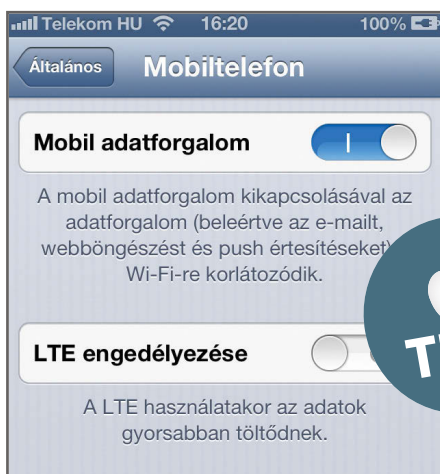 Telekom HU 16:20 100%
Általános Mobiltelefon
Mobil adatforgalom
A mobil adatforgalom kikapcsolásával az
adatforgalom (beleértve az e-mailt,
webböngészést és push értesítéseket)
Wi-Fi-re korlátozódik.
LTE engedélyezése
A LTE használatakor az adatok
gyorsabban töltődnek.